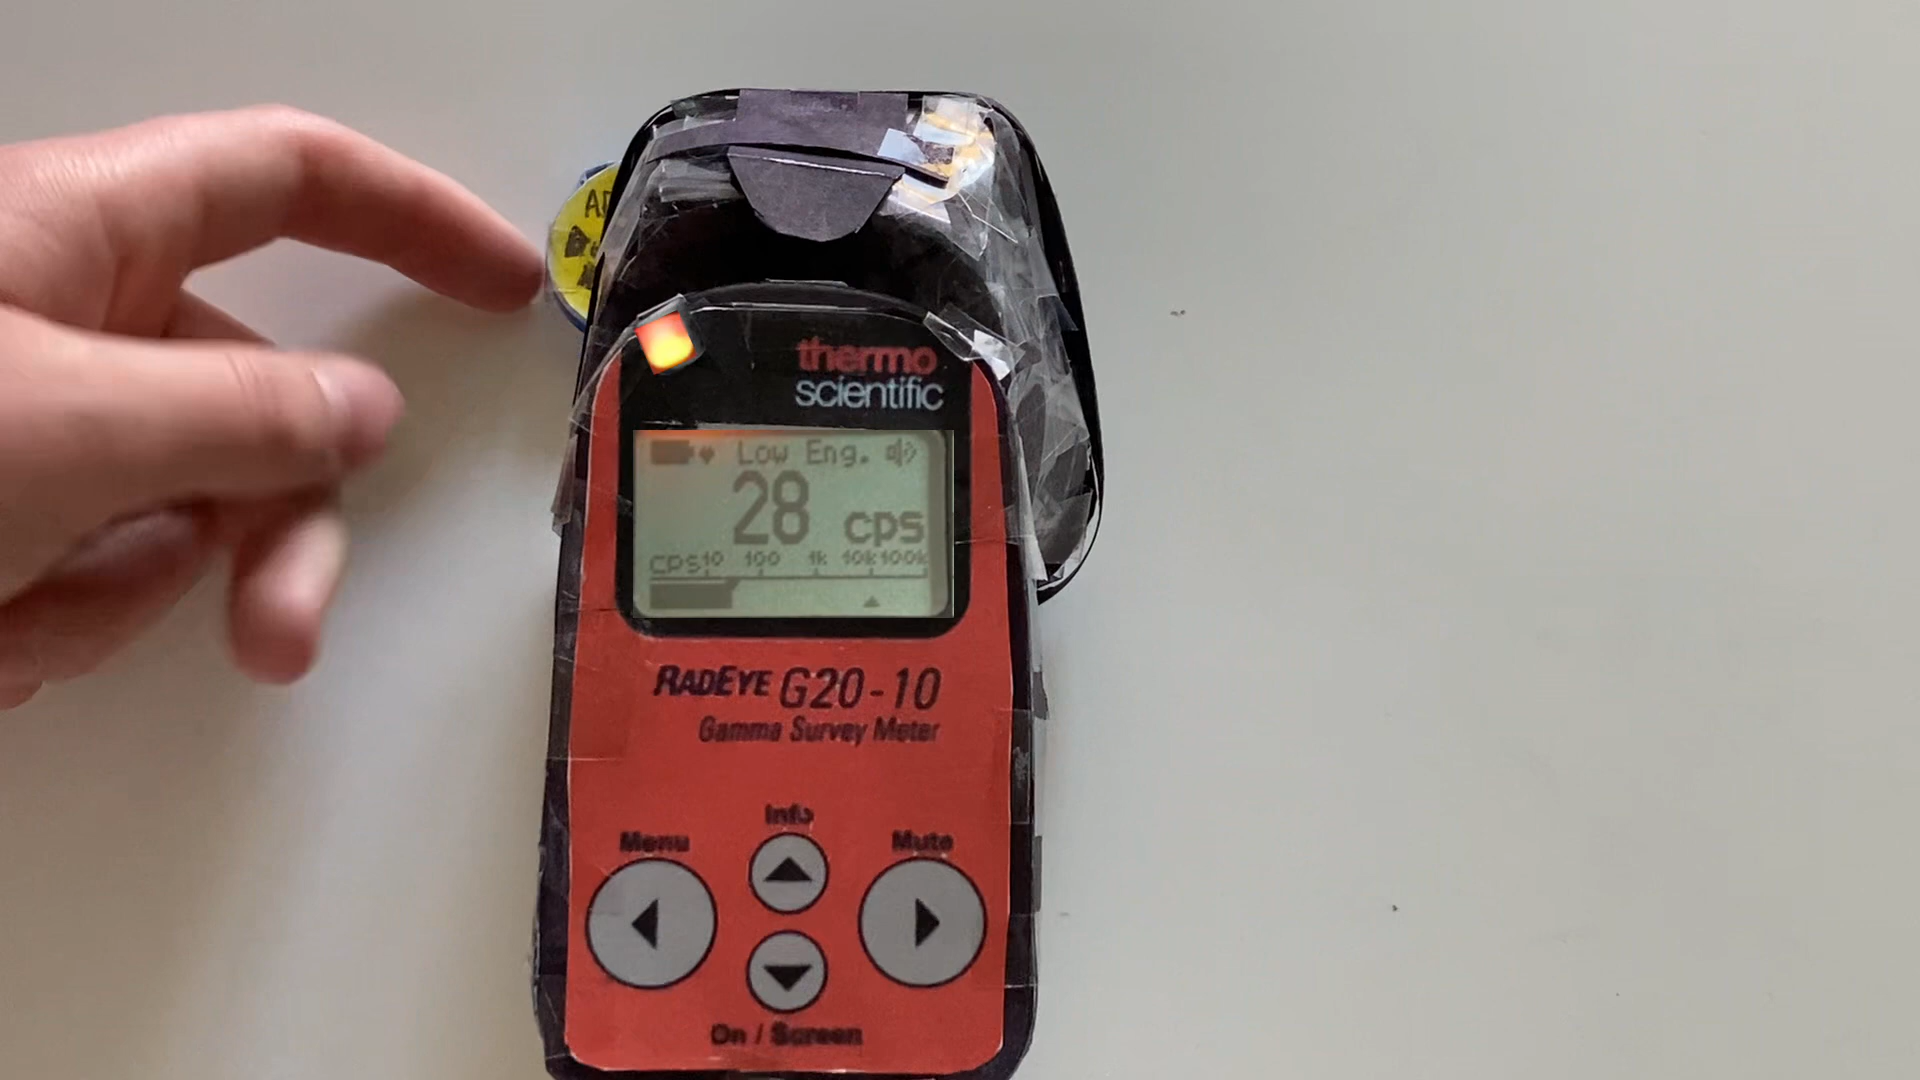 thermo
scientific
Low Eng.
28 cps
CPS 10 100 1k 10k 100k
RADEYE G20-10
Gamma Survey Meter
Info
Menu
Mute
On / Screen